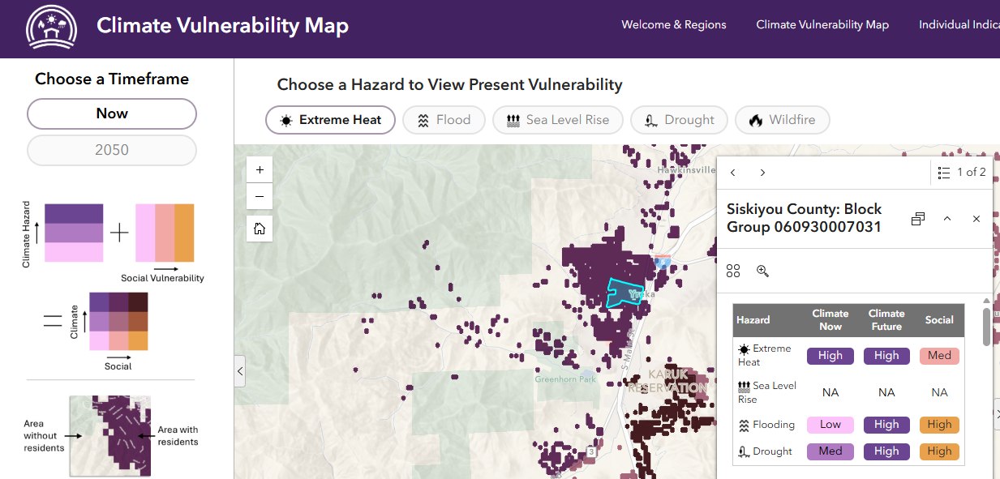 Climate Vulnerability Map
Welcome & Regions
Climate Vulnerability Map
Individual Indica
Choose a Timeframe
Now
2050
Climate Hazard
Social Vulnerability
Climate
Social
Area
without
residents
Area with
residents
Choose a Hazard to View Present Vulnerability
Extreme Heat
Flood
Sea Level Rise
Drought
Wildfire
+
−
Hawkinsville
Yreka
S Main St
Greenhorn Park
KARUK
RESERVATION
3
1 of 2
Siskiyou County: Block
Group 060930007031
Hazard Climate Now Climate Future Social
Extreme Heat High High Med
Sea Level Rise NA NA NA
Flooding Low High High
Drought Med High High